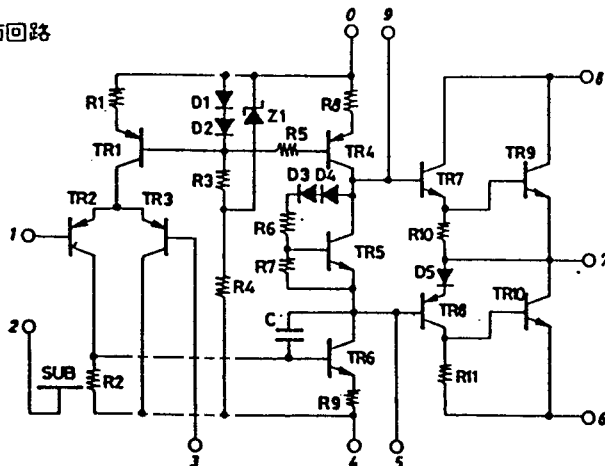 回路
0 9
R1 D1 Z1 R8 8
D2 R5
TR1 TR4 TR7 TR9
R3 D3 D4
TR2 TR3 R6 R10
1 TR5 7
R7 D5
R4 TR8 TR10
2 C
SUB R2 TR6 R11
R9 6
3 4 5